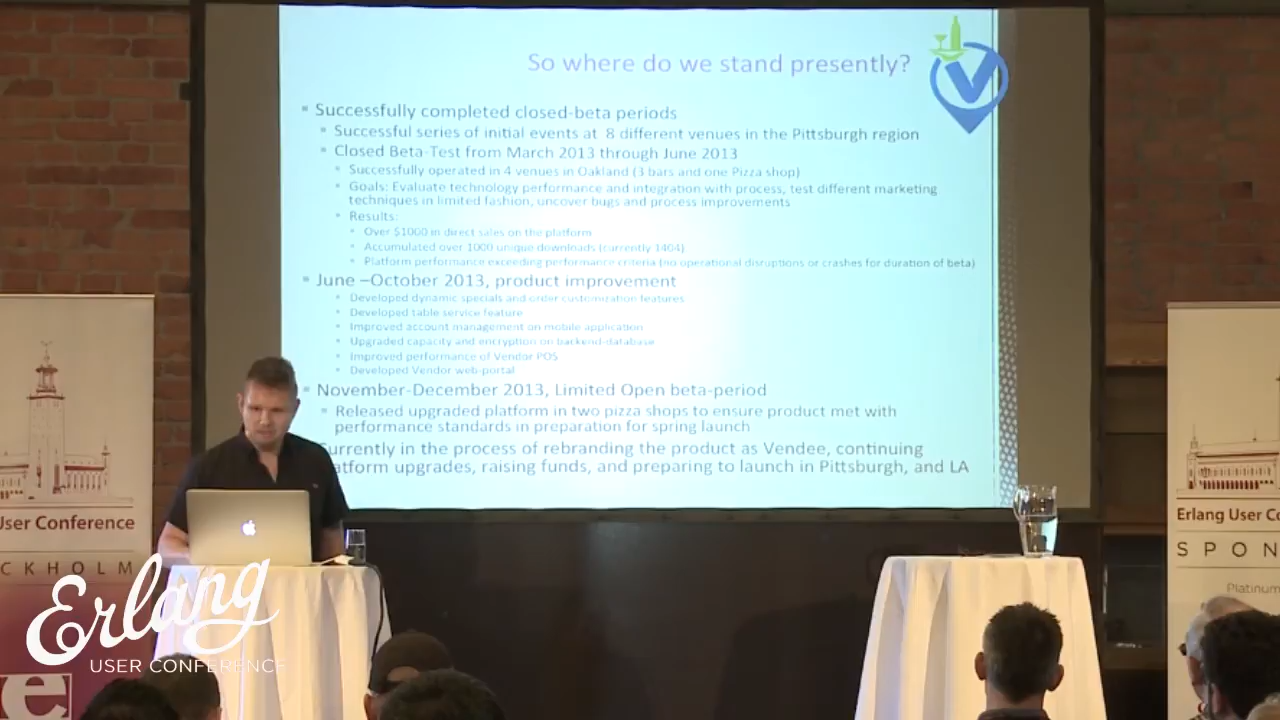 So where do we stand presently?
Successfully completed closed-beta periods
Successful series of initial events at 8 different venues in the Pittsburgh region
Closed Beta-Test from March 2013 through June 2013
Successfully operated in 4 venues in Oakland (3 bars and one Pizza shop)
Goals: Evaluate technology performance and integration with process, test different marketing
techniques in limited fashion, uncover bugs and process improvements
Results:
Over $1000 in direct sales on the platform
Accumulated over 1000 unique downloads (currently 1404)
Platform performance exceeding performance criteria (no operational disruptions or crashes for duration of beta)
June –October 2013, product improvement
Developed dynamic specials and order customization features
Developed table service feature
Improved account management on mobile application
Upgraded capacity and encryption on backend-database
Improved performance of Vendor POS
Developed Vendor web-portal
November-December 2013, Limited Open beta-period
Released upgraded platform in two pizza shops to ensure product met with
performance standards in preparation for spring launch
urrently in the process of rebranding the product as Vendee, continuing
atform upgrades, raising funds, and preparing to launch in Pittsburgh, and LA
User Conference
CKHOLM
Erlang
USER CONFERENCE
e
Erlang User Co
SPON
Platinum